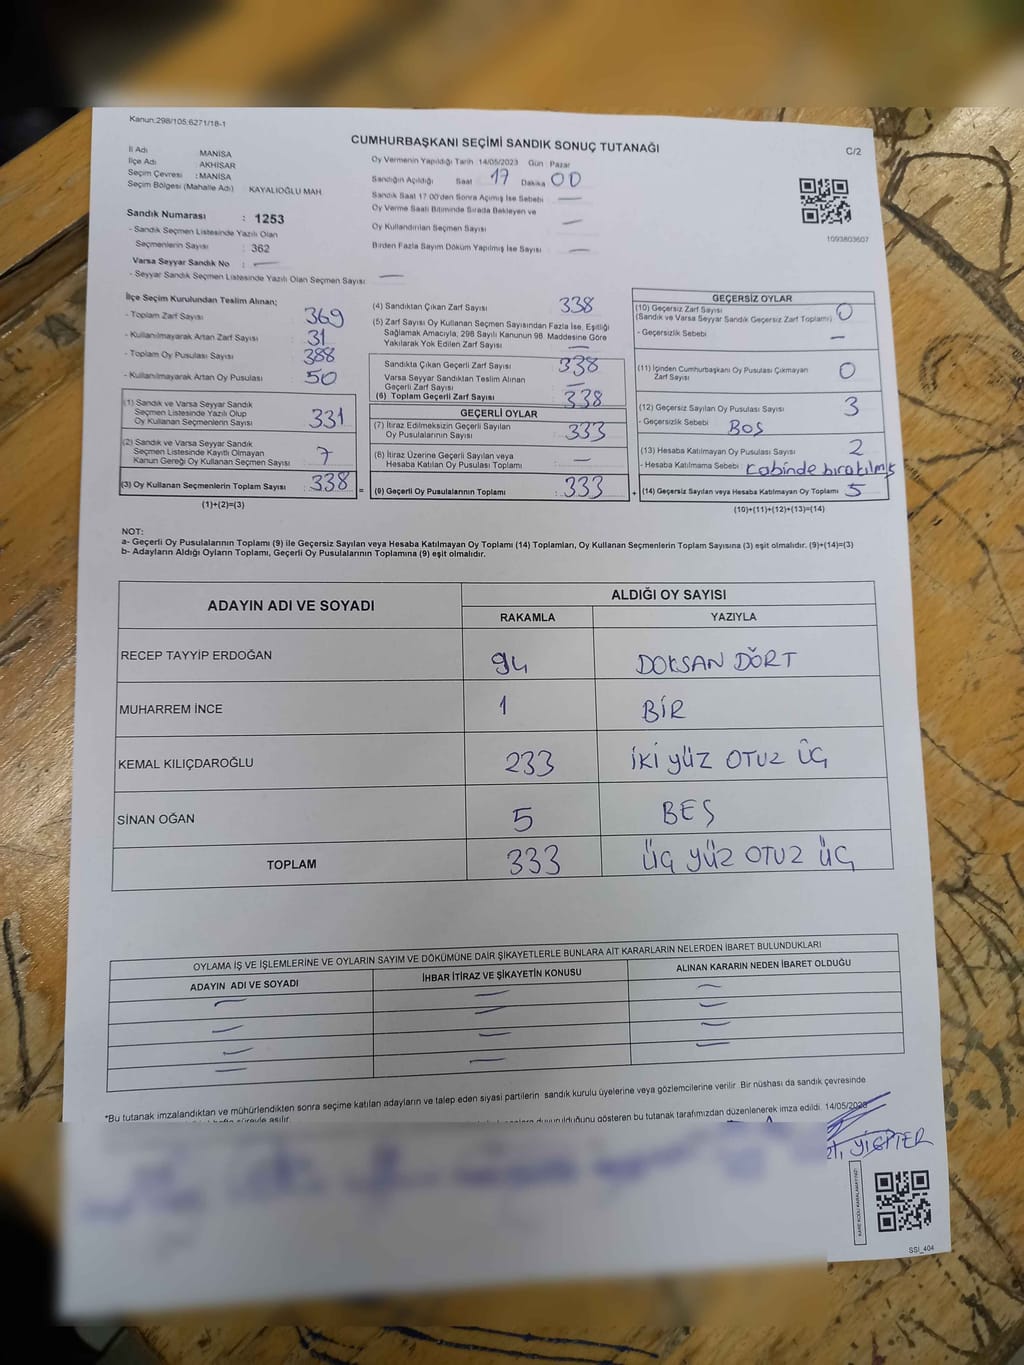 Kanun:298/105,6271/18-1
CUMHURBAŞKANI SEÇİMİ SANDIK SONUÇ TUTANAĞI
C/2
İl Adı MANİSA
İlçe Adı AKHİSAR
Seçim Çevresi : MANİSA
Seçim Bölgesi (Mahalle Adı) KAYALIOĞLU MAH.
Oy Vermenin Yapıldığı Tarih 14/05/2023 Gün Pazar
Sandığın Açıldığı Saat 17 Dakika 00
Sandık Saat 17:00'den Sonra Açımış İse Sebebi —
Oy Verme Saati Bitiminde Sırada Bekleyen ve
Oy Kullandırılan Seçmen Sayısı —
Birden Fazla Sayım Döküm Yapılmış İse Sayısı —
1093803607
Sandık Numarası : 1253
- Sandık Seçmen Listesinde Yazılı Olan
Seçmenlerin Sayısı : 362
Varsa Seyyar Sandık No : —
- Seyyar Sandık Seçmen Listesinde Yazılı Olan Seçmen Sayısı: —
İlçe Seçim Kurulundan Teslim Alınan;
- Toplam Zarf Sayısı : 369
- Kullanılmayarak Artan Zarf Sayısı : 31
- Toplam Oy Pusulası Sayısı : 388
- Kullanılmayarak Artan Oy Pusulası : 50
(1) Sandık ve Varsa Seyyar Sandık
Seçmen Listesinde Yazılı Olup
Oy Kullanan Seçmenlerin Sayısı : 331
(2) Sandık ve Varsa Seyyar Sandık
Seçmen Listesinde Kayıtlı Olmayan
Kanun Gereği Oy Kullanan Seçmen Sayısı : 7
(3) Oy Kullanan Seçmenlerin Toplam Sayısı : 338 =
(1)+(2)=(3)
(4) Sandıktan Çıkan Zarf Sayısı : 338
(5) Zarf Sayısı Oy Kullanan Seçmen Sayısından Fazla İse, Eşitliği
Sağlamak Amacıyla, 298 Sayılı Kanunun 98. Maddesine Göre
Yakılarak Yok Edilen Zarf Sayısı : —
Sandıkta Çıkan Geçerli Zarf Sayısı : 338
Varsa Seyyar Sandıktan Teslim Alınan
Geçerli Zarf Sayısı : —
(6) Toplam Geçerli Zarf Sayısı : 338
GEÇERLİ OYLAR
(7) İtiraz Edilmeksizin Geçerli Sayılan
Oy Pusulalarının Sayısı : 333
(8) İtiraz Üzerine Geçerli Sayılan veya
Hesaba Katılan Oy Pusulası Toplamı : —
(9) Geçerli Oy Pusulalarının Toplamı : 333 +
GEÇERSİZ OYLAR
(10) Geçersiz Zarf Sayısı
(Sandık ve Varsa Seyyar Sandık Geçersiz Zarf Toplamı) : 0
- Geçersizlik Sebebi : —
(11) İçinden Cumhurbaşkanı Oy Pusulası Çıkmayan
Zarf Sayısı : 0
(12) Geçersiz Sayılan Oy Pusulası Sayısı : 3
- Geçersizlik Sebebi : BOŞ
(13) Hesaba Katılmayan Oy Pusulası Sayısı : 2
- Hesaba Katılmama Sebebi : kabinde bırakılmış
(14) Geçersiz Sayılan veya Hesaba Katılmayan Oy Toplamı : 5
(10)+(11)+(12)+(13)=(14)
NOT:
a- Geçerli Oy Pusulalarının Toplamı (9) ile Geçersiz Sayılan veya Hesaba Katılmayan Oy Toplamı (14) Toplamları, Oy Kullanan Seçmenlerin Toplam Sayısına (3) eşit olmalıdır. (9)+(14)=(3)
b- Adayların Aldığı Oyların Toplamı, Geçerli Oy Pusulalarının Toplamına (9) eşit olmalıdır.
ADAYIN ADI VE SOYADI
ALDIĞI OY SAYISI
RAKAMLA YAZIYLA
RECEP TAYYİP ERDOĞAN 94 DOKSAN DÖRT
MUHARREM İNCE 1 BİR
KEMAL KILIÇDAROĞLU 233 İKİ YÜZ OTUZ ÜÇ
SİNAN OĞAN 5 BEŞ
TOPLAM 333 ÜÇ YÜZ OTUZ ÜÇ
OYLAMA İŞ VE İŞLEMLERİNE VE OYLARIN SAYIM VE DÖKÜMÜNE DAİR ŞİKAYETLERLE BUNLARA AİT KARARLARIN NELERDEN İBARET BULUNDUKLARI
ADAYIN ADI VE SOYADI İHBAR İTİRAZ VE ŞİKAYETİN KONUSU ALINAN KARARIN NEDEN İBARET OLDUĞU
*Bu tutanak imzalandıktan ve mühürlendikten sonra seçime katılan adayların ve talep eden siyasi partilerin sandık kurulu üyelerine veya gözlemcilerine verilir. Bir nüshası da sandık çevresinde
duyurulduğunu gösteren bu tutanak tarafımızdan düzenlenerek imza edildi. 14/05/2023
SSİ_404